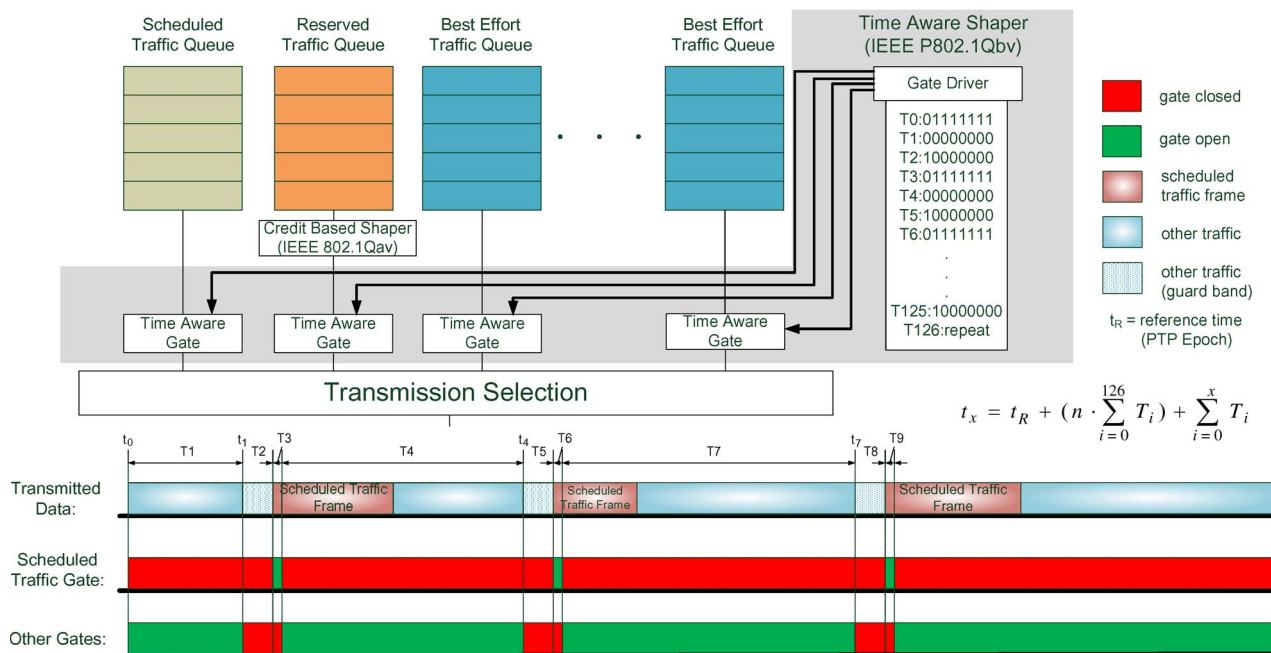 Scheduled
Traffic Queue
Reserved
Traffic Queue
Best Effort
Traffic Queue
Best Effort
Traffic Queue
Time Aware Shaper
(IEEE P802.1Qbv)
Gate Driver
T0:01111111
T1:00000000
T2:10000000
T3:01111111
T4:00000000
T5:10000000
T6:01111111
.
.
.
T125:10000000
T126:repeat
. . .
Credit Based Shaper
(IEEE 802.1Qav)
Time Aware
Gate
Time Aware
Gate
Time Aware
Gate
Time Aware
Gate
Transmission Selection
gate closed
gate open
scheduled
traffic frame
other traffic
other traffic
(guard band)
tR = reference time
(PTP Epoch)
tx = tR + (n · ∑ i = 0 126 Ti) + ∑ i = 0 x Ti
t0 T1 t1 T2 T3 T4 t4 T5 T6 T7 t7 T8 T9
Transmitted
Data:
Scheduled Traffic
Frame
Scheduled
Traffic Frame
Scheduled Traffic
Frame
Scheduled
Traffic Gate:
Other Gates: